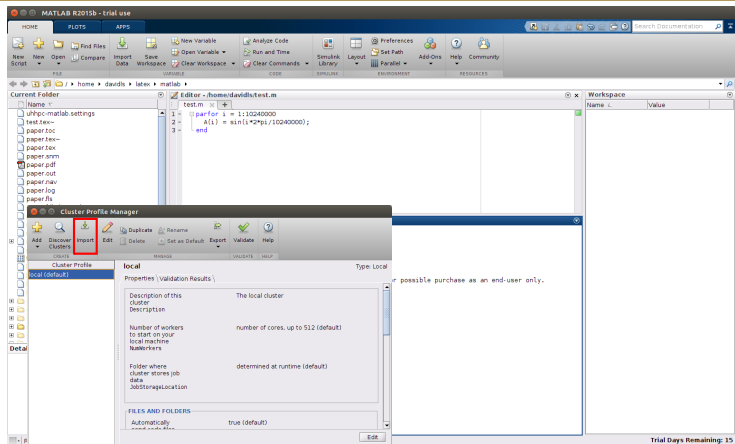 MATLAB R2015b - trial use
HOME PLOTS APPS
Search Documentation
New Script
New
Open
Find Files
Compare
Import Data
Save Workspace
New Variable
Open Variable
Clear Workspace
Analyze Code
Run and Time
Clear Commands
Simulink Library
Layout
Preferences
Set Path
Parallel
Add-Ons
Help
Community
FILE VARIABLE CODE SIMULINK ENVIRONMENT RESOURCES
/ home davidls latex matlab
Current Folder
Name
uhhpc-matlab.settings
test.tex~
paper.toc
paper.tex~
paper.tex
paper.snm
paper.pdf
paper.out
paper.nav
paper.log
paper.fls
Editor - /home/davidls/test.m
test.m +
1 - parfor i = 1:10240000
2 - A(i) = sin(i*2*pi/10240000);
3 - end
Workspace
Name Value
r possible purchase as an end-user only.
Cluster Profile Manager
Add
Discover Clusters
Import
Edit
Duplicate
Delete
Rename
Set as Default
Export
Validate
Help
CREATE MANAGE VALIDATE HELP
Cluster Profile
local (default)
local Type: Local
Properties Validation Results
Description of this cluster
Description
The local cluster
Number of workers to start on your local machine
NumWorkers
number of cores, up to 512 (default)
Folder where cluster stores job data
JobStorageLocation
determined at runtime (default)
FILES AND FOLDERS
Automatically
true (default)
Edit
Detai
Trial Days Remaining: 15